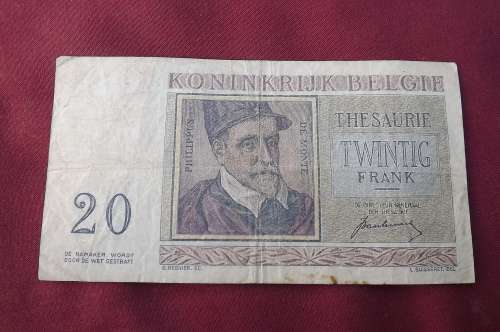 KONINKRIJK BELGIE
PHILIPPUS
DE MONTE
THESAURIE
TWINTIG
FRANK
20
DE NAMAKER WORDT
DOOR DE WET GESTRAFT